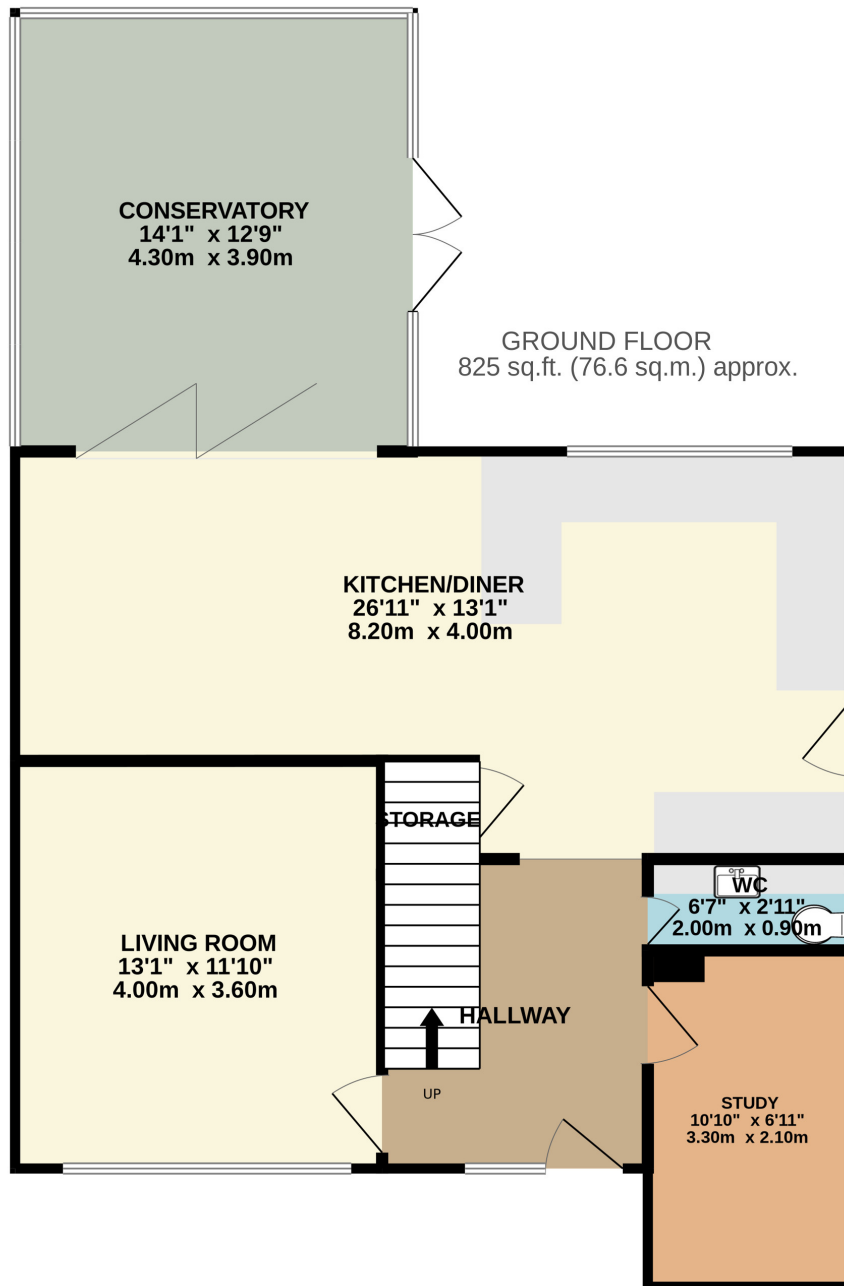 CONSERVATORY
14'1" x 12'9"
4.30m x 3.90m
GROUND FLOOR
825 sq.ft. (76.6 sq.m.) approx.
KITCHEN/DINER
26'11" x 13'1"
8.20m x 4.00m
STORAGE
WC
6'7" x 2'11"
2.00m x 0.90m
LIVING ROOM
13'1" x 11'10"
4.00m x 3.60m
HALLWAY
UP
STUDY
10'10" x 6'11"
3.30m x 2.10m